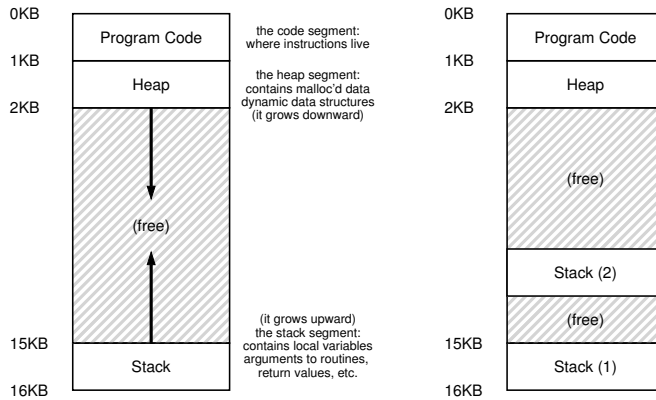 0KB
Program Code
the code segment:
where instructions live
1KB
Heap
the heap segment:
contains malloc'd data
dynamic data structures
(it grows downward)
2KB
(free)
(it grows upward)
the stack segment:
contains local variables
arguments to routines,
return values, etc.
15KB
Stack
16KB
0KB
Program Code
1KB
Heap
2KB
(free)
Stack (2)
(free)
15KB
Stack (1)
16KB